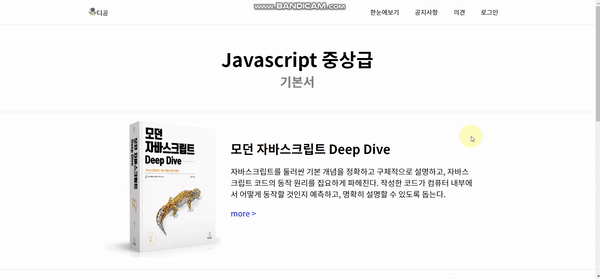 www.BANDICAM.com
디공 한눈에보기 공지사항 의견 로그인
Javascript 중상급
기본서
모던
자바스크립트
Deep Dive
모던 자바스크립트 Deep Dive
자바스크립트를 둘러싼 기본 개념을 정확하고 구체적으로 설명하고, 자바스
크립트 코드의 동작 원리를 집요하게 파헤친다. 작성한 코드가 컴퓨터 내부에
서 어떻게 동작할 것인지 예측하고, 명확히 설명할 수 있도록 돕는다.
more >